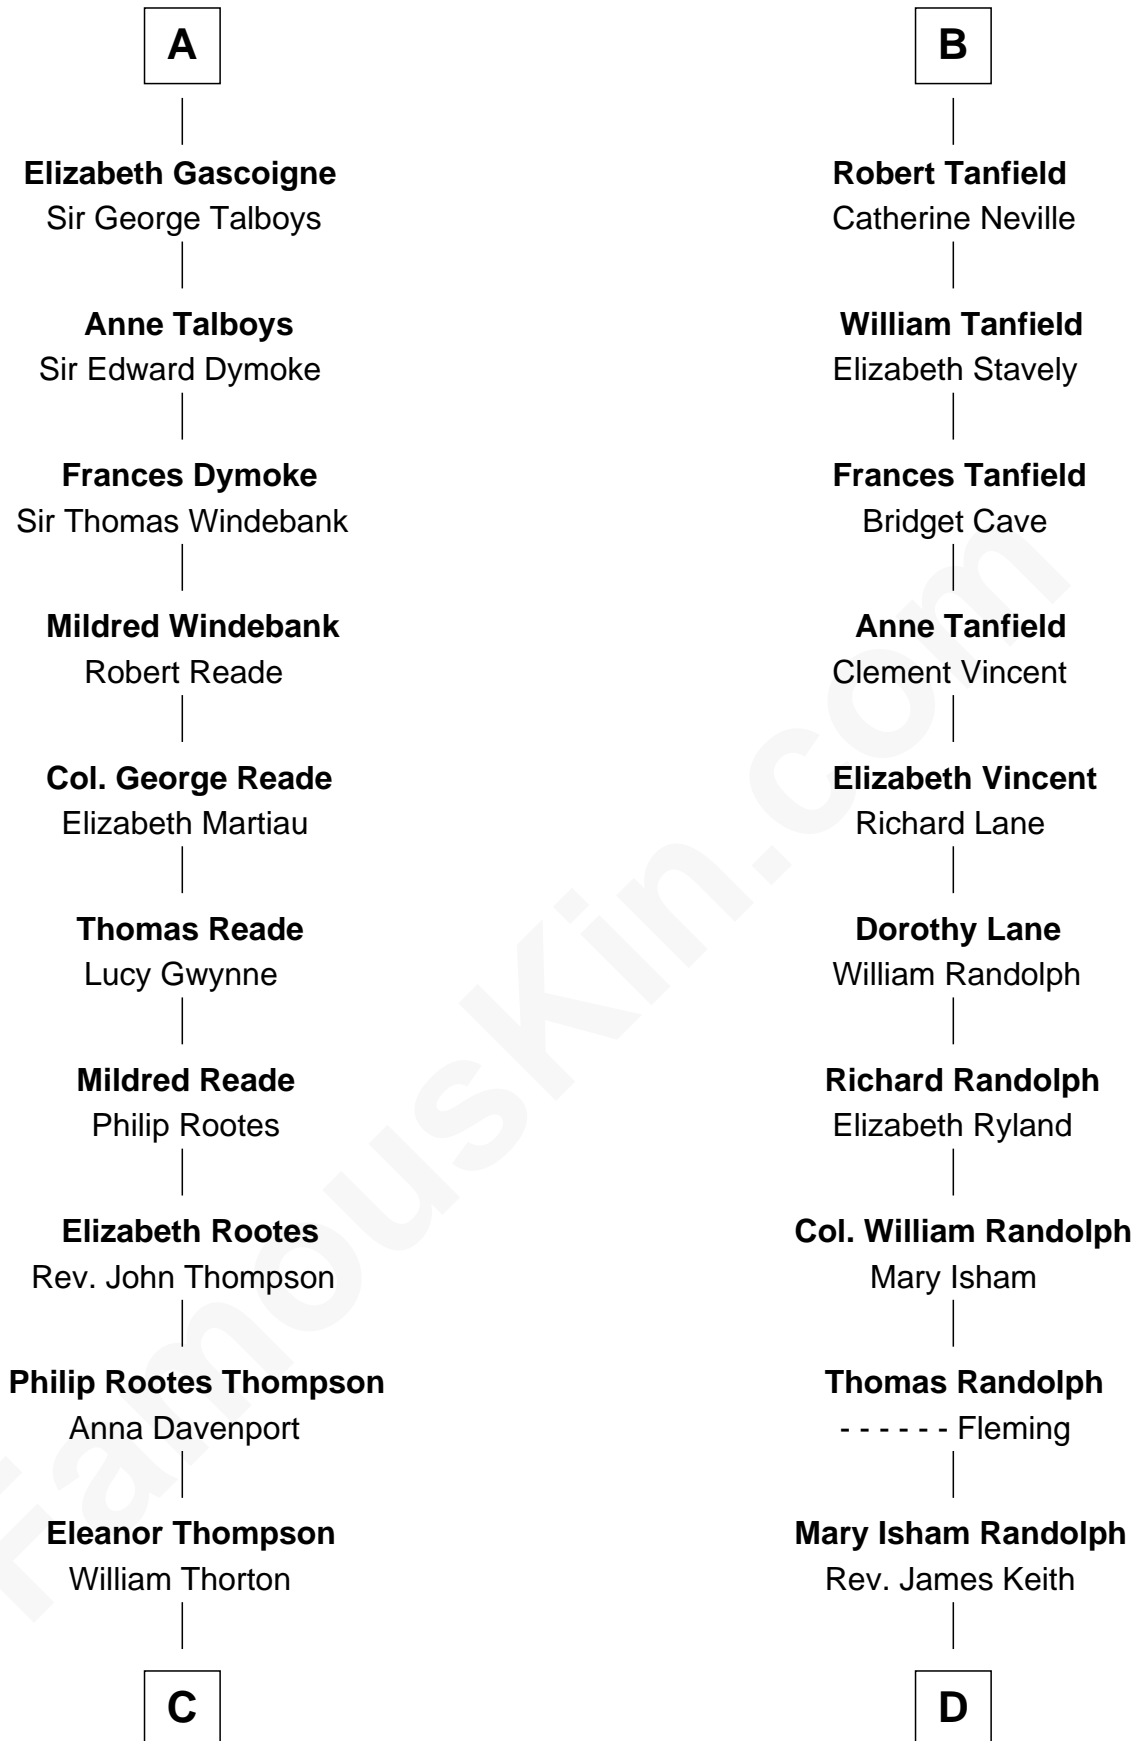 A
Elizabeth Gascoigne
Sir George Talboys
Anne Talboys
Sir Edward Dymoke
Frances Dymoke
Sir Thomas Windebank
Mildred Windebank
Robert Reade
Col. George Reade
Elizabeth Martiau
Thomas Reade
Lucy Gwynne
Mildred Reade
Philip Rootes
Elizabeth Rootes
Rev. John Thompson
Philip Rootes Thompson
Anna Davenport
Eleanor Thompson
William Thorton
C
B
Robert Tanfield
Catherine Neville
William Tanfield
Elizabeth Stavely
Frances Tanfield
Bridget Cave
Anne Tanfield
Clement Vincent
Elizabeth Vincent
Richard Lane
Dorothy Lane
William Randolph
Richard Randolph
Elizabeth Ryland
Col. William Randolph
Mary Isham
Thomas Randolph
- - - - - - Fleming
Mary Isham Randolph
Rev. James Keith
D
FamousKin.com